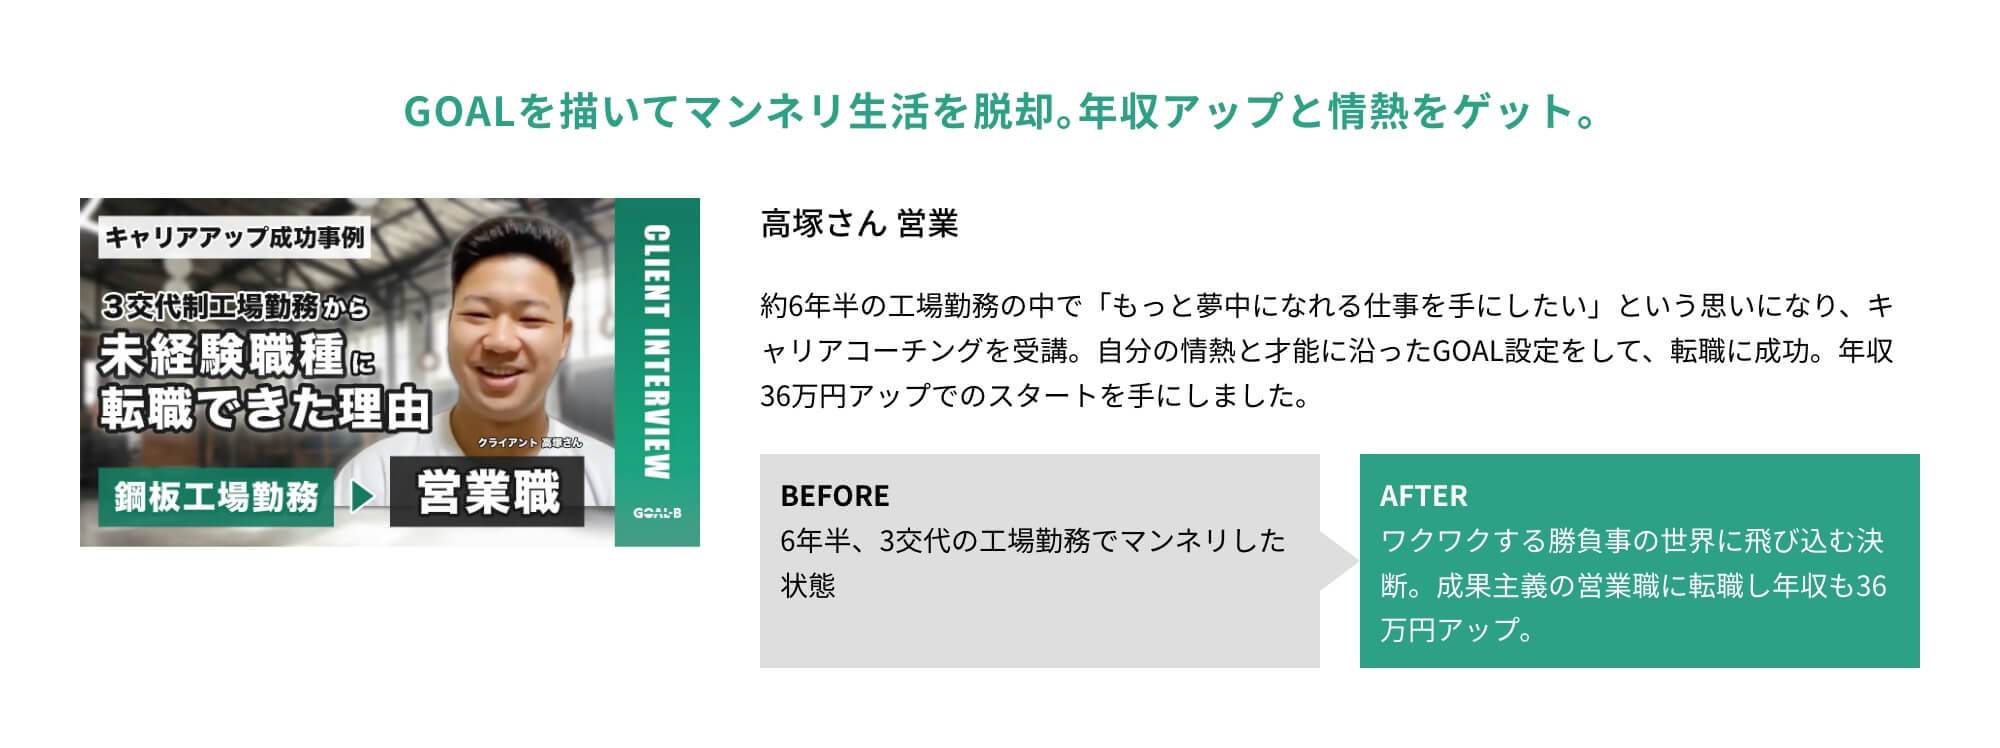 GOALを描いてマンネリ生活を脱却。年収アップと情熱をゲット。
キャリアアップ成功事例
3交代制工場勤務から
未経験職種に
転職できた理由
クライアント 高塚さん
鋼板工場勤務
営業職
CLIENT INTERVIEW
GOAL-B
高塚さん 営業
約6年半の工場勤務の中で「もっと夢中になれる仕事を手にしたい」という思いになり、キ
ャリアコーチングを受講。自分の情熱と才能に沿ったGOAL設定をして、転職に成功。年収
36万円アップでのスタートを手にしました。
BEFORE
6年半、3交代の工場勤務でマンネリした
状態
AFTER
ワクワクする勝負事の世界に飛び込む決
断。成果主義の営業職に転職し年収も36
万円アップ。